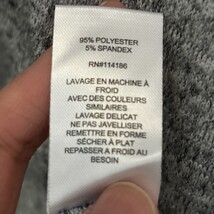 95% POLYESTER
5% SPANDEX
RN#114186
LAVAGE EN MACHINE À
FROID
AVEC DES COULEURS
SIMILAIRES
LAVAGE DELICAT
NE PAS JAVELLISER
REMETTRE EN FORME
SÉCHER À PLAT
REPASSER A FROID AU
BESOIN